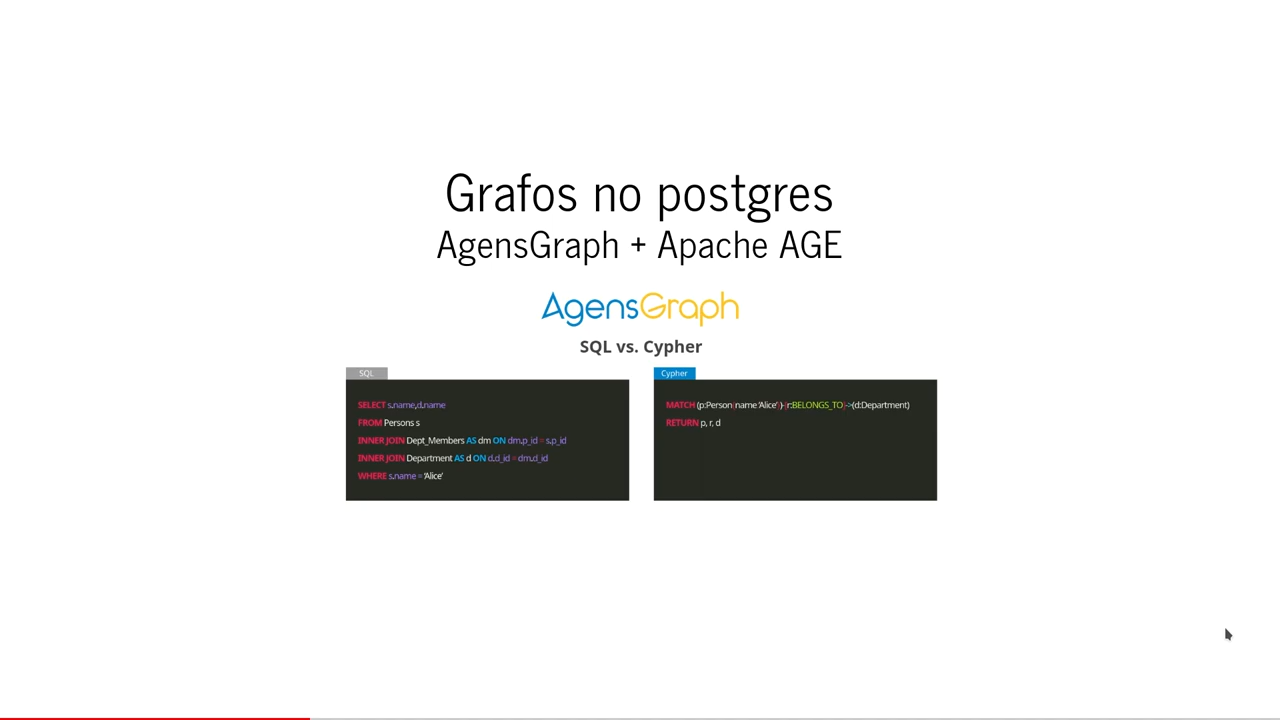 Grafos no postgres
AgensGraph + Apache AGE
AgensGraph
SQL vs. Cypher
SQL
SELECT s.name,d.name
FROM Persons s
INNER JOIN Dept_Members AS dm ON dm.p_id = s.p_id
INNER JOIN Department AS d ON d.d_id = dm.d_id
WHERE s.name = 'Alice'
Cypher
MATCH (p:Person{name:'Alice'})-[r:BELONGS_TO]->(d:Department)
RETURN p, r, d